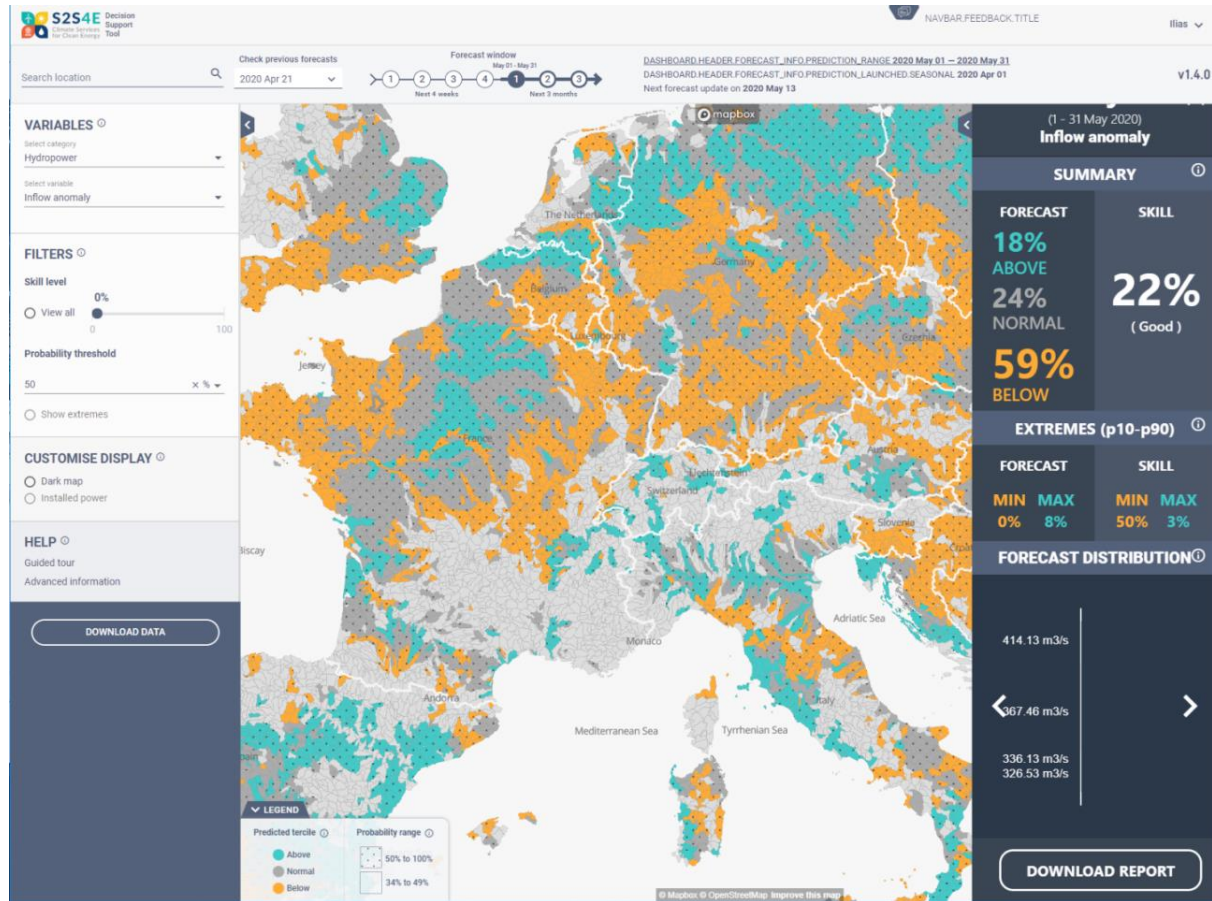 S2S4E
Climate Services
for Clean Energy
Decision
Support
Tool
NAVBAR.FEEDBACK.TITLE
Ilias
Search location
Check previous forecasts
2020 Apr 21
Forecast window
May 01 - May 31
1 2 3 4 1 2 3
Next 4 weeks
Next 3 months
DASHBOARD.HEADER.FORECAST_INFO.PREDICTION_RANGE 2020 May 01 — 2020 May 31
DASHBOARD.HEADER.FORECAST_INFO.PREDICTION_LAUNCHED.SEASONAL 2020 Apr 01
Next forecast update on 2020 May 13
v1.4.0
VARIABLES
Select category
Hydropower
Select variable
Inflow anomaly
FILTERS
Skill level
0%
View all
0 100
Probability threshold
50 × %
Show extremes
CUSTOMISE DISPLAY
Dark map
Installed power
HELP
Guided tour
Advanced information
DOWNLOAD DATA
mapbox
The Netherlands
Germany
Belgium
Luxembourg
Czechia
Jersey
France
Austria
Liechtenstein
Switzerland
Slovenia
Croat
Biscay
Adriatic Sea
Monaco
Andorra
Italy
Mediterranean Sea
Tyrrhenian Sea
pain
LEGEND
Predicted tercile
Above
Normal
Below
Probability range
50% to 100%
34% to 49%
© Mapbox © OpenStreetMap Improve this map
(1 - 31 May 2020)
Inflow anomaly
SUMMARY
FORECAST
18%
ABOVE
24%
NORMAL
59%
BELOW
SKILL
22%
( Good )
EXTREMES (p10-p90)
FORECAST
MIN MAX
0% 8%
SKILL
MIN MAX
50% 3%
FORECAST DISTRIBUTION
414.13 m3/s
367.46 m3/s
336.13 m3/s
326.53 m3/s
DOWNLOAD REPORT